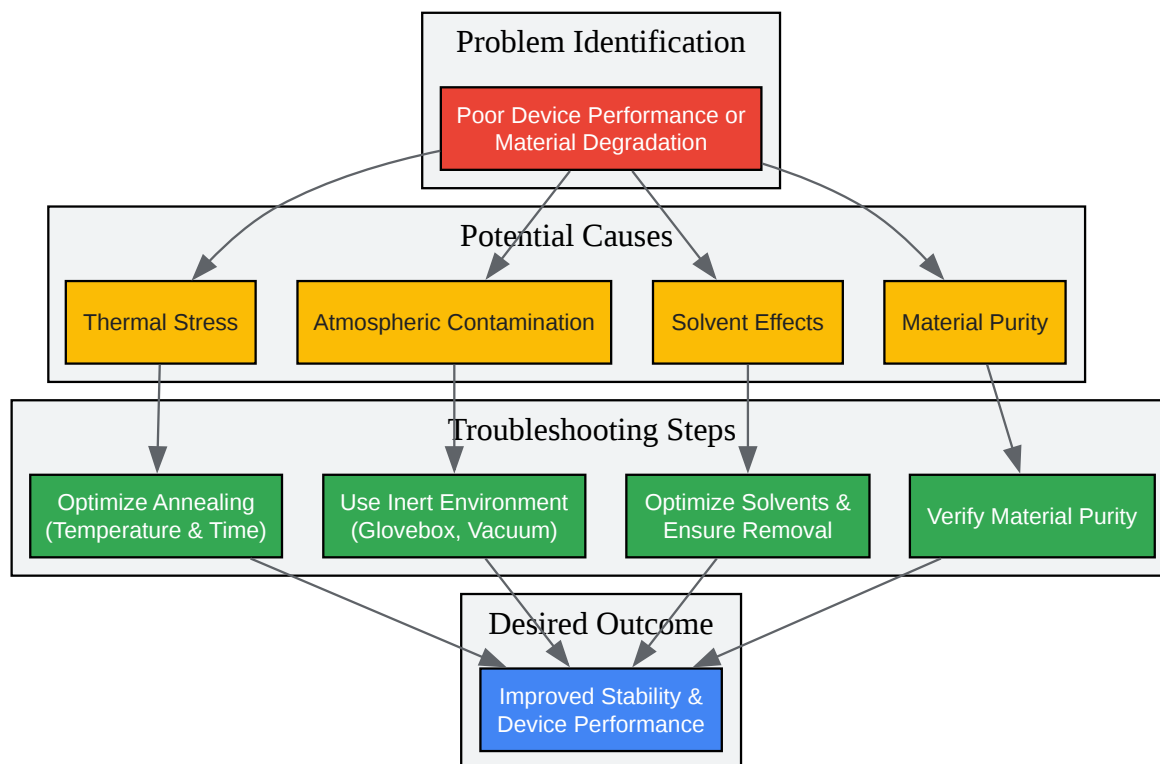 Problem Identification
Poor Device Performance or
Material Degradation
Potential Causes
Thermal Stress
Atmospheric Contamination
Solvent Effects
Material Purity
Troubleshooting Steps
Optimize Annealing
(Temperature & Time)
Use Inert Environment
(Glovebox, Vacuum)
Optimize Solvents &
Ensure Removal
Verify Material Purity
Desired Outcome
Improved Stability &
Device Performance